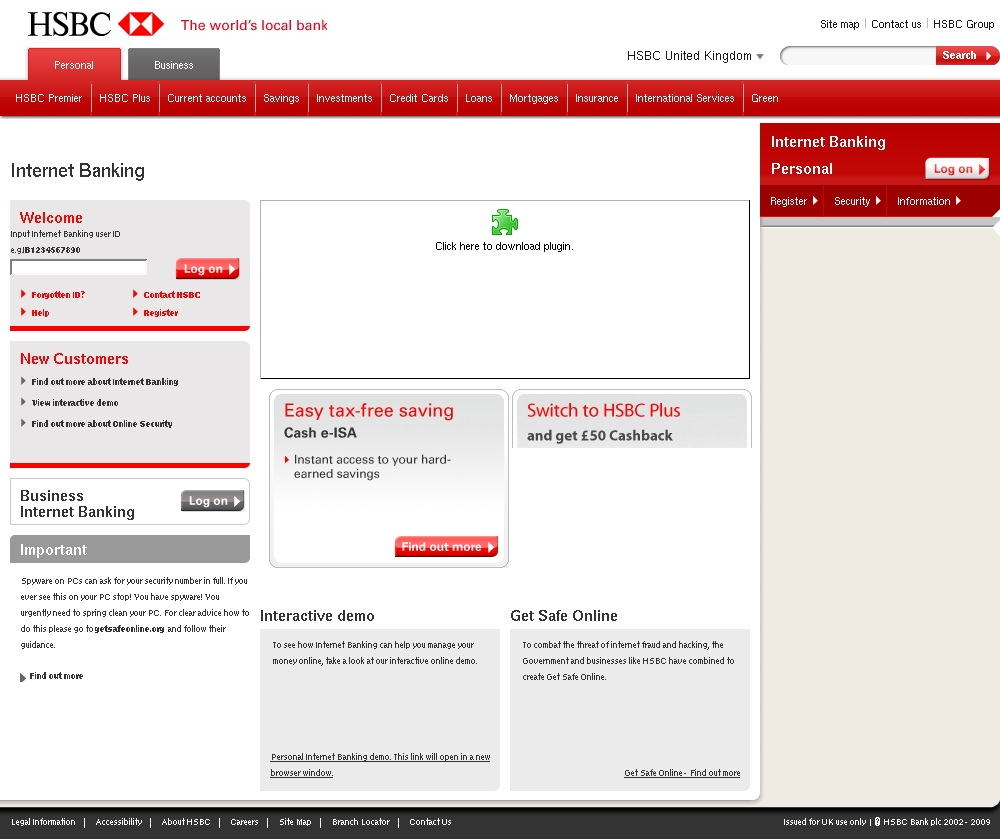 HSBC The world's local bank
Site map Contact us HSBC Group
HSBC United Kingdom Search
Personal Business
HSBC Premier HSBC Plus Current accounts Savings Investments Credit Cards Loans Mortgages Insurance International Services Green
Internet Banking
Personal
Log on
Register Security Information
Internet Banking
Welcome
Input Internet Banking user ID
e.g.IB1234567890
Log on
Forgotten ID? Contact HSBC
Help Register
New Customers
Find out more about Internet Banking
View interactive demo
Find out more about Online Security
Business
Internet Banking
Log on
Important
Spyware on PCs can ask for your security number in full. If you
ever see this on your PC stop! You have spyware! You
urgently need to spring clean your PC. For clear advice how to
do this please go to getsafeonline.org and follow their
guidance.
Find out more
Click here to download plugin.
Easy tax-free saving
Cash e-ISA
Instant access to your hard-
earned savings
Find out more
Switch to HSBC Plus
and get £50 Cashback
Interactive demo
To see how Internet Banking can help you manage your
money online, take a look at our interactive online demo.
Personal Internet Banking demo. This link will open in a new
browser window.
Get Safe Online
To combat the threat of internet fraud and hacking, the
Government and businesses like HSBC have combined to
create Get Safe Online.
Get Safe Online - Find out more
Legal Information Accessibility About HSBC Careers Site Map Branch Locator Contact Us
Issued for UK use only | HSBC Bank plc 2002 - 2009